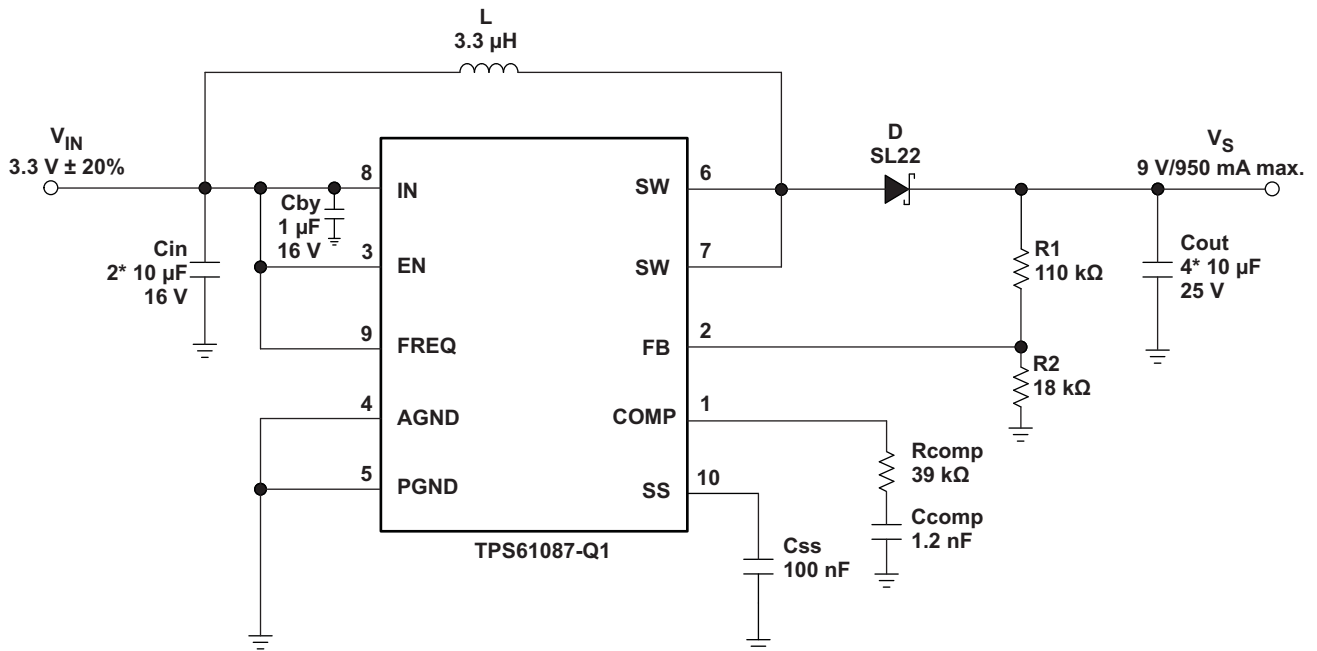 L
3.3 µH
V_IN
3.3 V ± 20%
D
SL22
V_S
9 V/950 mA max.
8
IN
SW
6
Cby
1 µF
16 V
Cin
2* 10 µF
16 V
3
EN
SW
7
R1
110 kΩ
Cout
4* 10 µF
25 V
9
FREQ
FB
2
R2
18 kΩ
4
AGND
COMP
1
Rcomp
39 kΩ
5
PGND
SS
10
Ccomp
1.2 nF
TPS61087-Q1
Css
100 nF